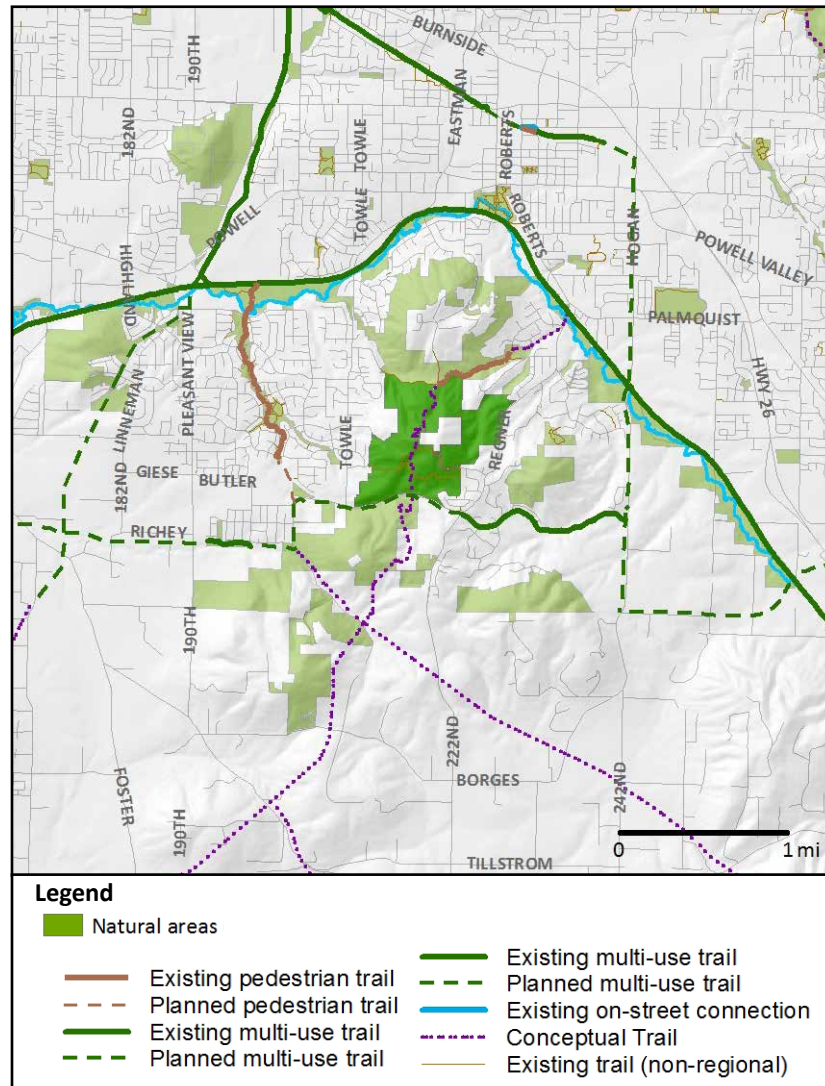 BURNSIDE
190TH
EASTMAN
182ND
TOWLE
ROBERTS
TOWLE
ROBERTS
POWELL
HOGAN
POWELL VALLEY
HIGHLAND
PALMQUIST
PLEASANT VIEW
HWY 26
LINNEMAN
TOWLE
REGNER
182ND
GIESE
BUTLER
RICHEY
190TH
222ND
242ND
BORGES
FOSTER
190TH
0 1 mi
TILLSTROM
Legend
Natural areas
Existing pedestrian trail
Planned pedestrian trail
Existing multi-use trail
Planned multi-use trail
Existing multi-use trail
Planned multi-use trail
Existing on-street connection
Conceptual Trail
Existing trail (non-regional)